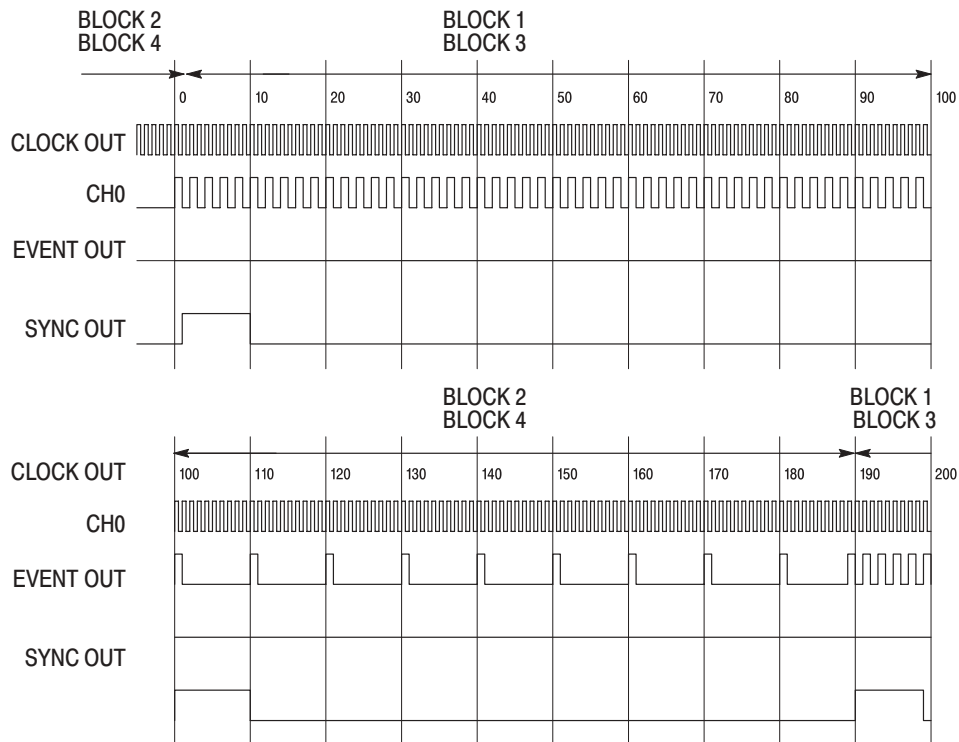 BLOCK 2
BLOCK 4
BLOCK 1
BLOCK 3
0 10 20 30 40 50 60 70 80 90 100
CLOCK OUT
CH0
EVENT OUT
SYNC OUT
BLOCK 2
BLOCK 4
BLOCK 1
BLOCK 3
CLOCK OUT
100 110 120 130 140 150 160 170 180 190 200
CH0
EVENT OUT
SYNC OUT